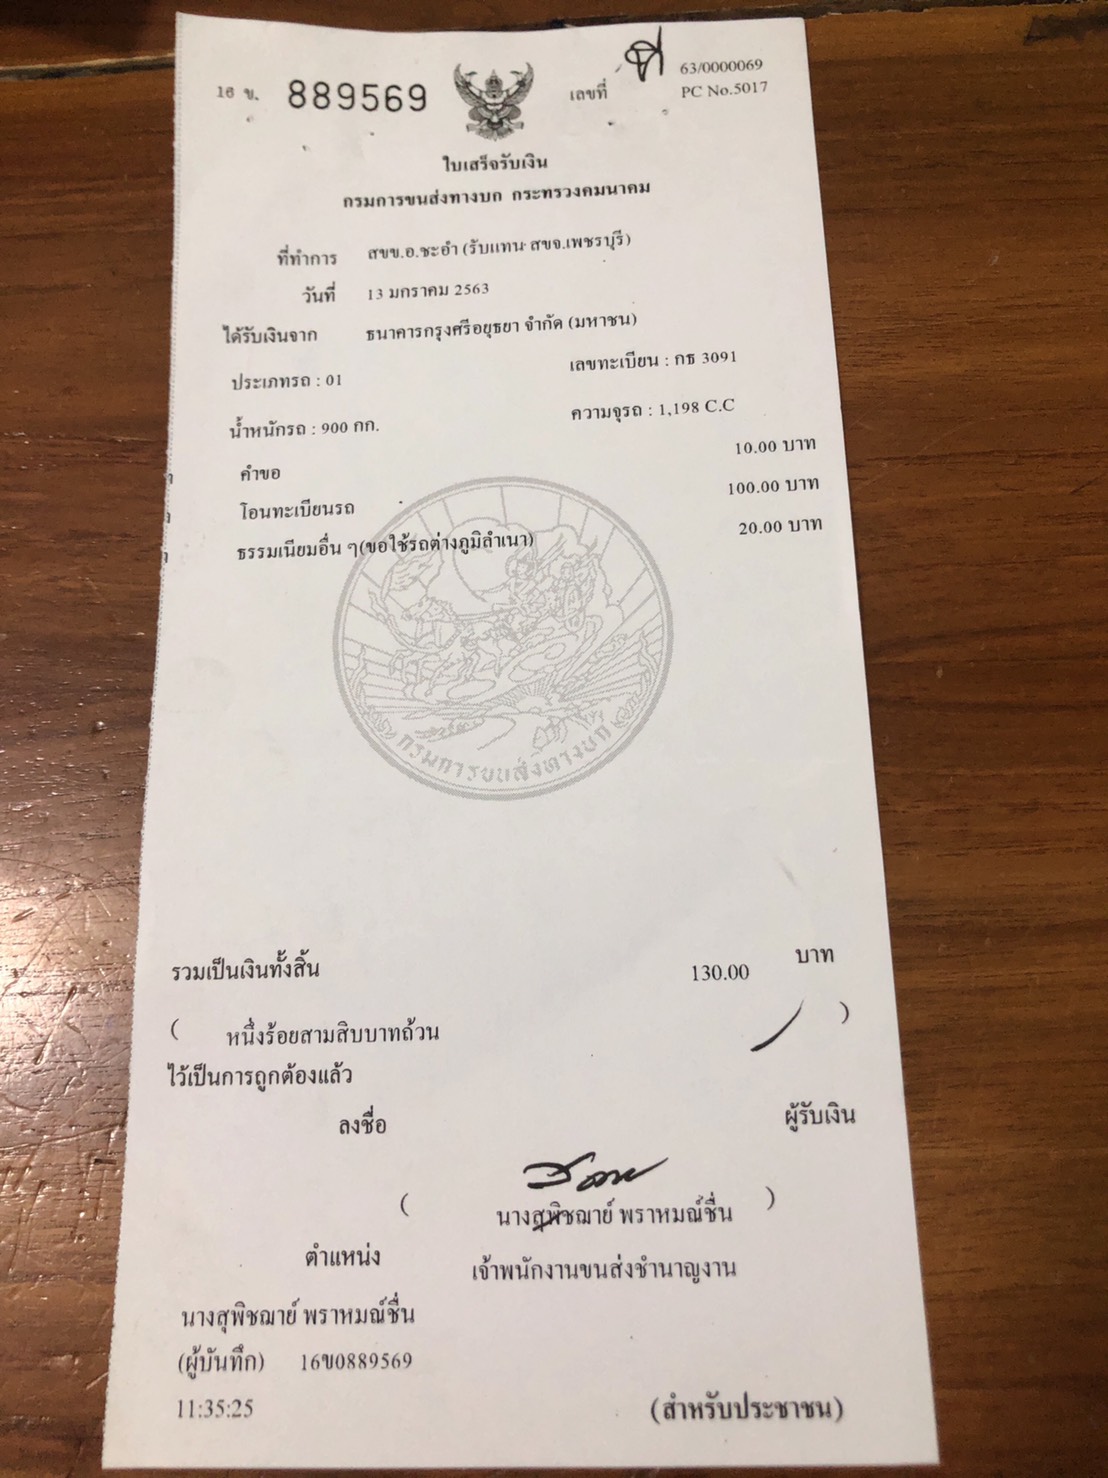 16 ข. 889569 เลขที่ 63/0000069
PC No.5017
ใบเสร็จรับเงิน
กรมการขนส่งทางบก กระทรวงคมนาคม
ที่ทำการ สขข.อ.ชะอำ (รับแทน สขจ.เพชรบุรี)
วันที่ 13 มกราคม 2563
ได้รับเงินจาก ธนาคารกรุงศรีอยุธยา จำกัด (มหาชน)
ประเภทรถ : 01 เลขทะเบียน : กธ 3091
น้ำหนักรถ : 900 กก. ความจุรถ : 1,198 C.C
คำขอ 10.00 บาท
โอนทะเบียนรถ 100.00 บาท
ธรรมเนียมอื่น ๆ(ขอใช้รถต่างภูมิลำเนา) 20.00 บาท
กรมการขนส่งทางบก
รวมเป็นเงินทั้งสิ้น 130.00 บาท
( หนึ่งร้อยสามสิบบาทถ้วน )
ไว้เป็นการถูกต้องแล้ว
ลงชื่อ ผู้รับเงิน
( นางสุพิชฌาย์ พราหมณ์ชื่น )
ตำแหน่ง เจ้าพนักงานขนส่งชำนาญงาน
นางสุพิชฌาย์ พราหมณ์ชื่น
(ผู้บันทึก) 16ข0889569
11:35:25 (สำหรับประชาชน)